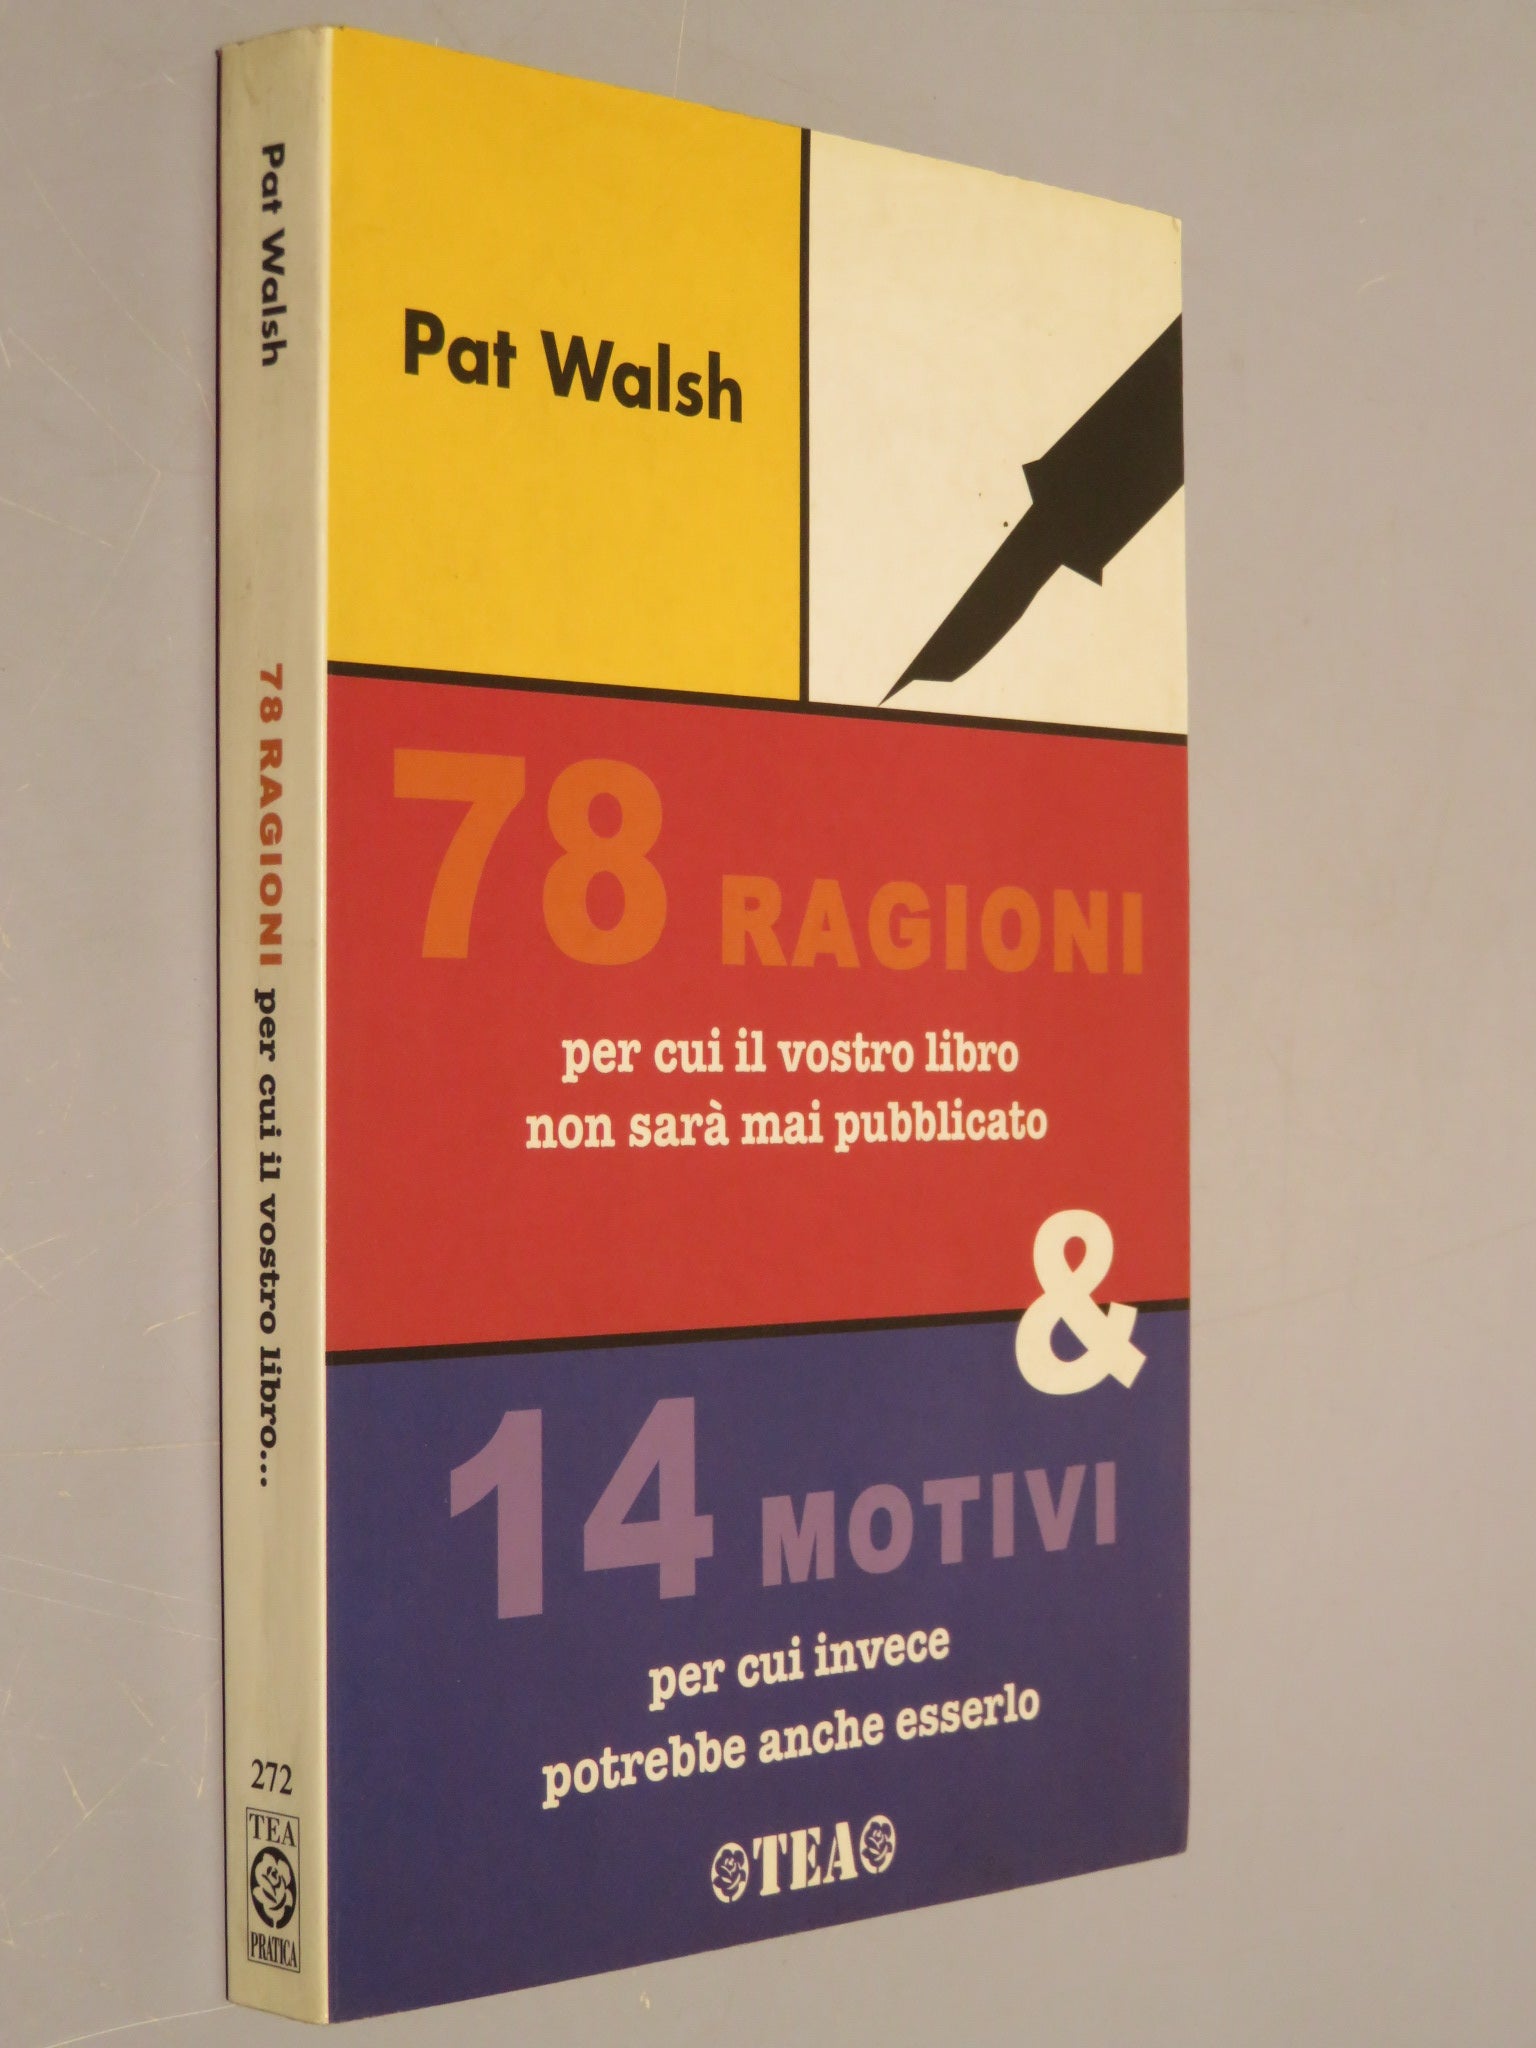 Pat Walsh
78 RAGIONI
per cui il vostro libro
non sarà mai pubblicato
&
14 MOTIVI
per cui invece
potrebbe anche esserlo
TEA
Pat Walsh
78 RAGIONI per cui il vostro libro...
272
TEA
PRATICA